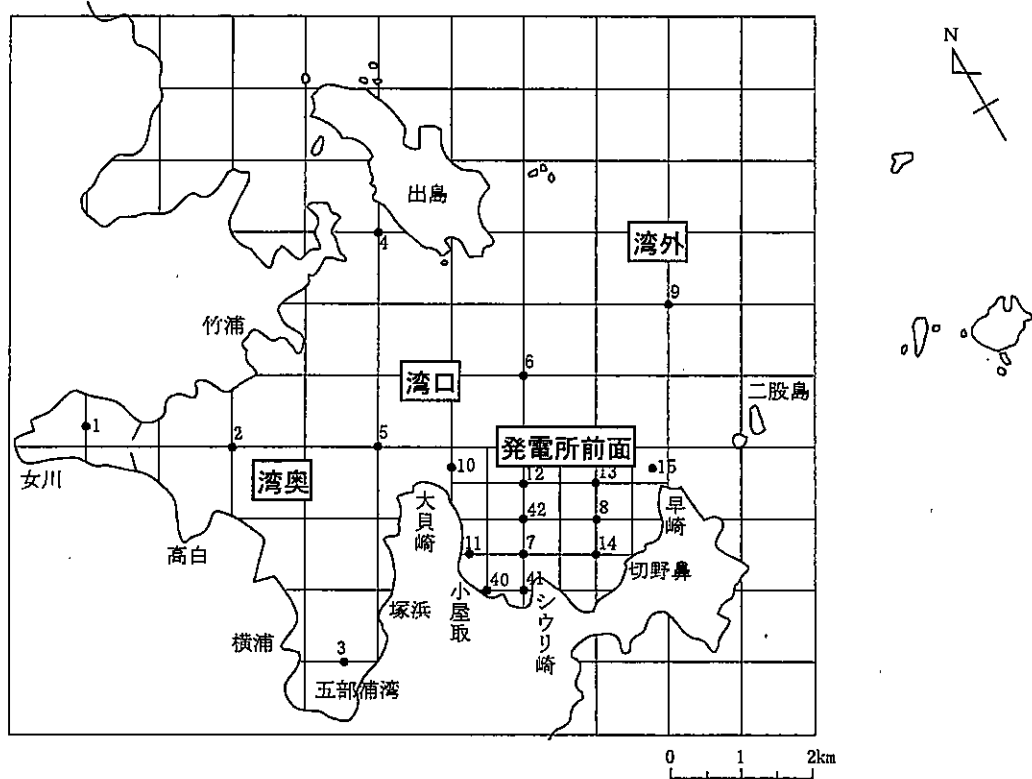 N
出島
4
湾外
9
竹浦
湾口
6
二股島
1
2
5
発電所前面
10
12
13
15
女川
湾奥
大貝崎
早崎
42
8
高白
11
7
14
切野鼻
40
41
小屋取
シウリ崎
塚浜
横浦
3
五部浦湾
0 1 2km